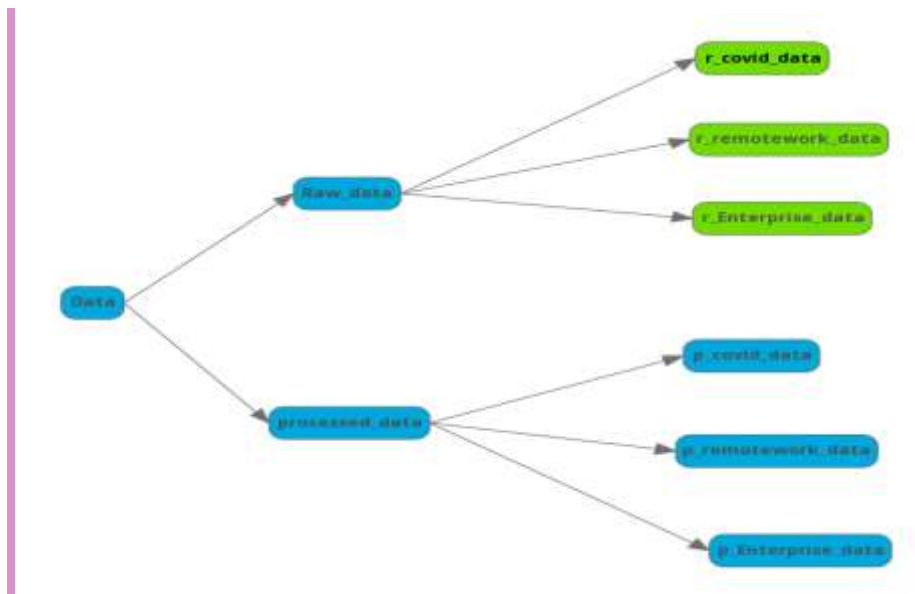 r_covid_data
r_remotework_data
Raw_data
r_Enterprise_data
Data
p_covid_data
processed_data
p_remotework_data
p_Enterprise_data